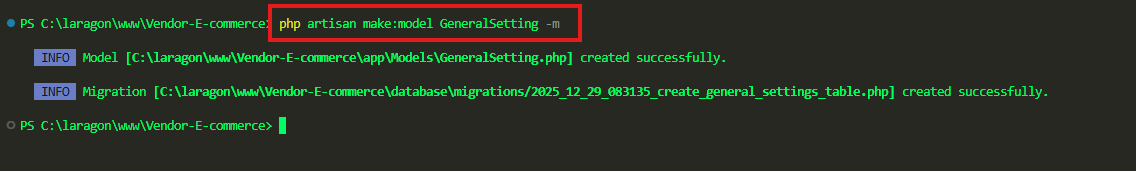 PS C:\laragon\www\Vendor-E-commerce> php artisan make:model GeneralSetting -m
INFO Model [C:\laragon\www\Vendor-E-commerce\app\Models\GeneralSetting.php] created successfully.
INFO Migration [C:\laragon\www\Vendor-E-commerce\database\migrations/2025_12_29_083135_create_general_settings_table.php] created successfully.
PS C:\laragon\www\Vendor-E-commerce>